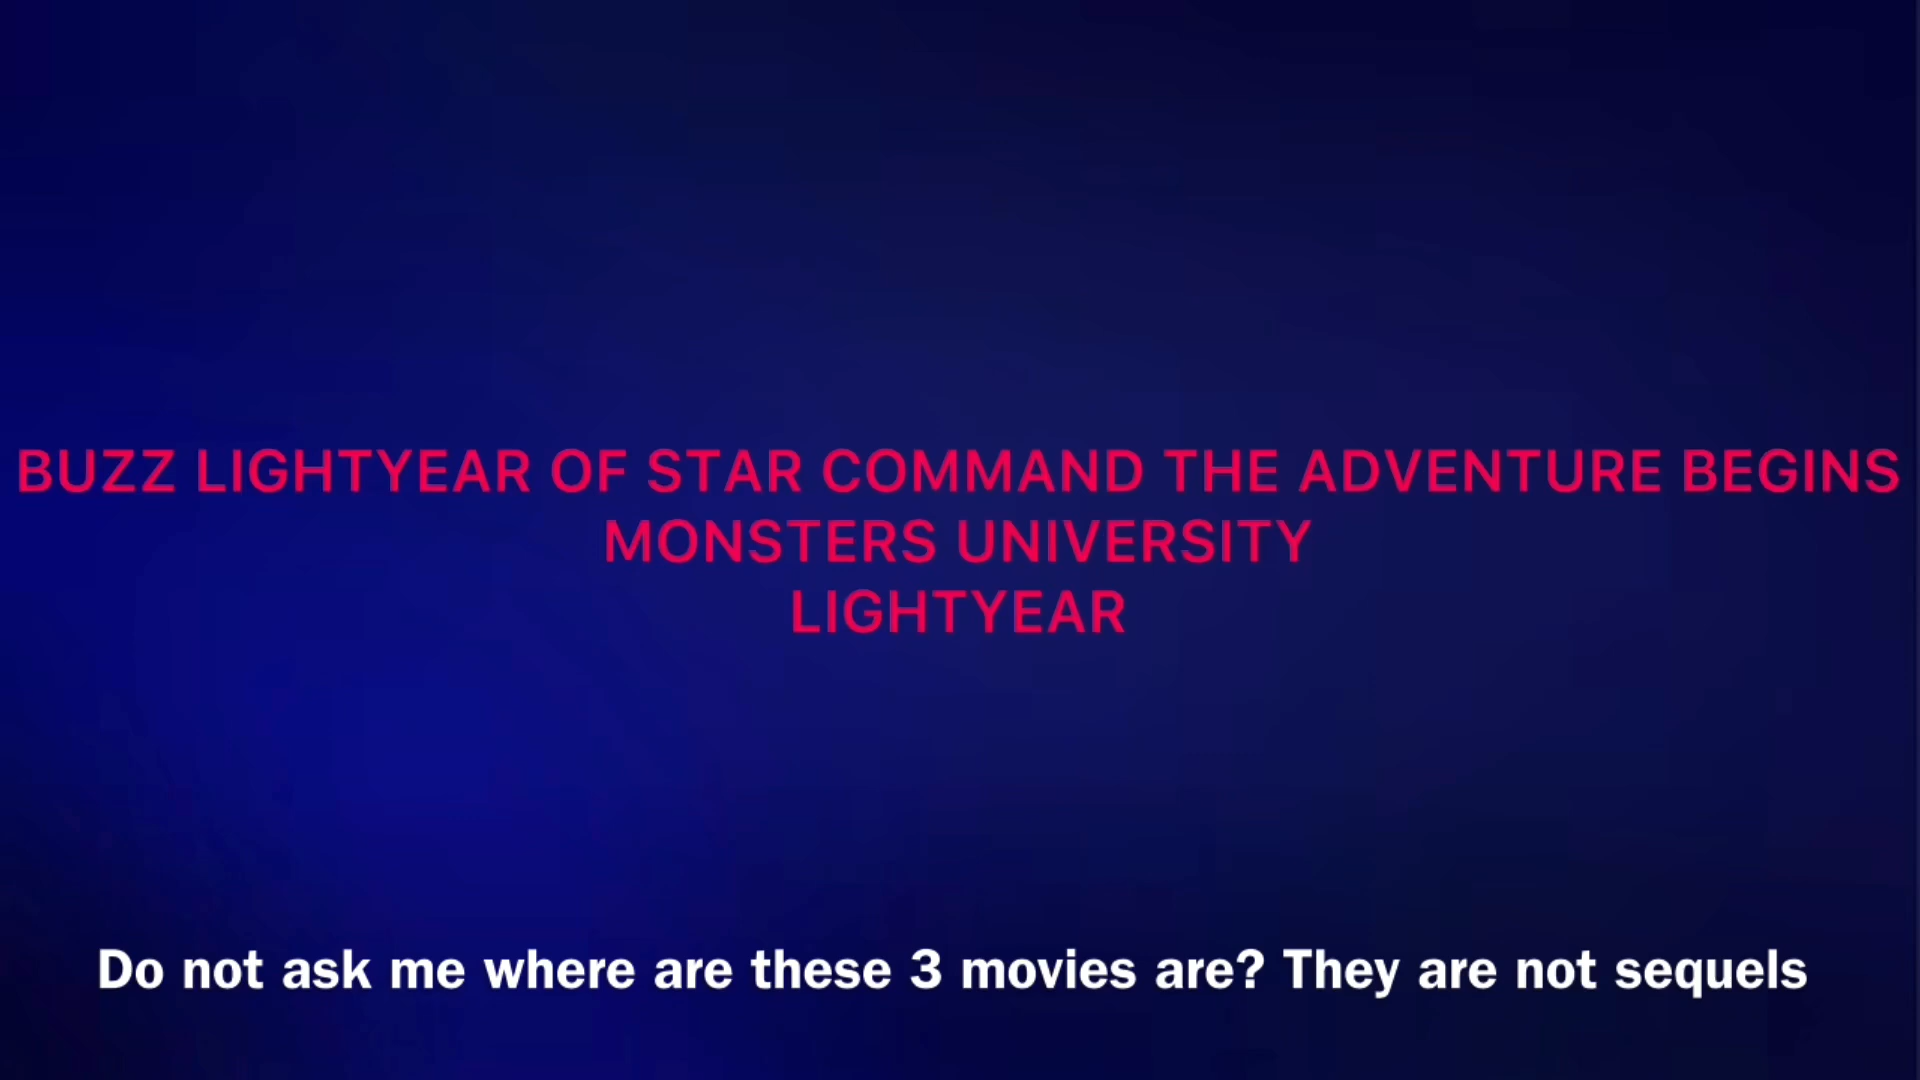 BUZZ LIGHTYEAR OF STAR COMMAND THE ADVENTURE BEGINS
MONSTERS UNIVERSITY
LIGHTYEAR
Do not ask me where are these 3 movies are? They are not sequels